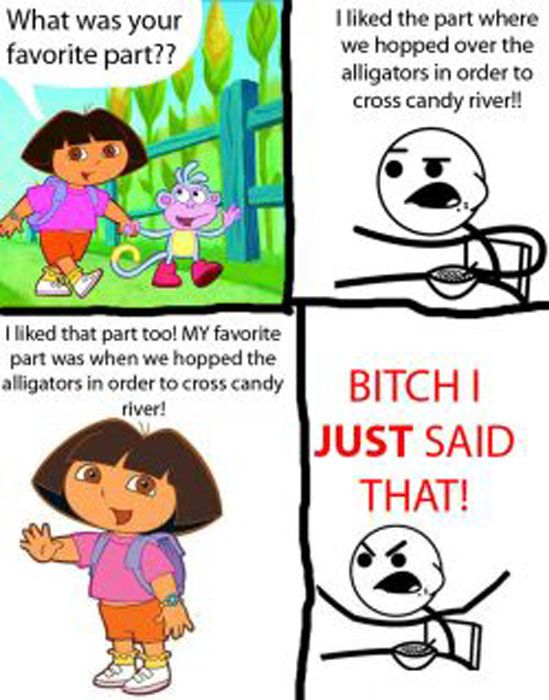 What was your
favorite part??
I liked the part where
we hopped over the
alligators in order to
cross candy river!!
I liked that part too! MY favorite
part was when we hopped the
alligators in order to cross candy
river!
BITCH I
JUST SAID
THAT!